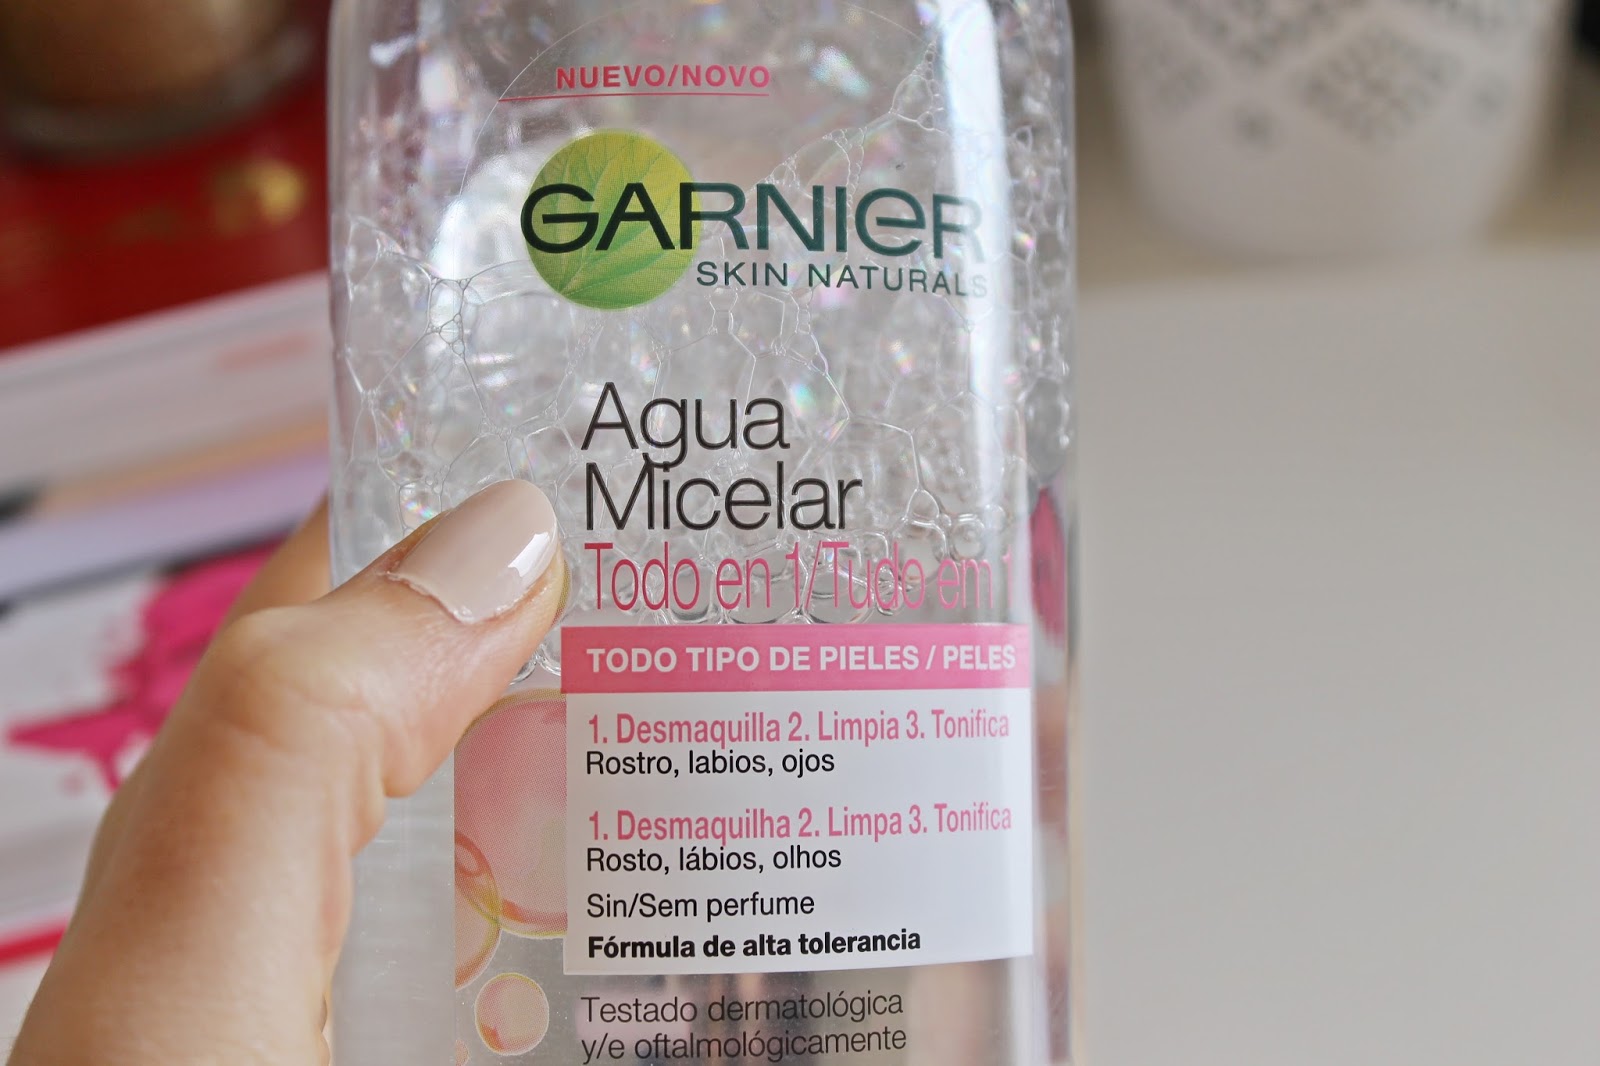 NUEVO/NOVO
GARNIER
SKIN NATURALS
Agua
Micelar
Todo en 1/Tudo em 1
TODO TIPO DE PIELES / PELES
1. Desmaquilla 2. Limpia 3. Tonifica
Rostro, labios, ojos
1. Desmaquilha 2. Limpa 3. Tonifica
Rosto, lábios, olhos
Sin/Sem perfume
Fórmula de alta tolerancia
Testado dermatológica
y/e oftalmológicamente